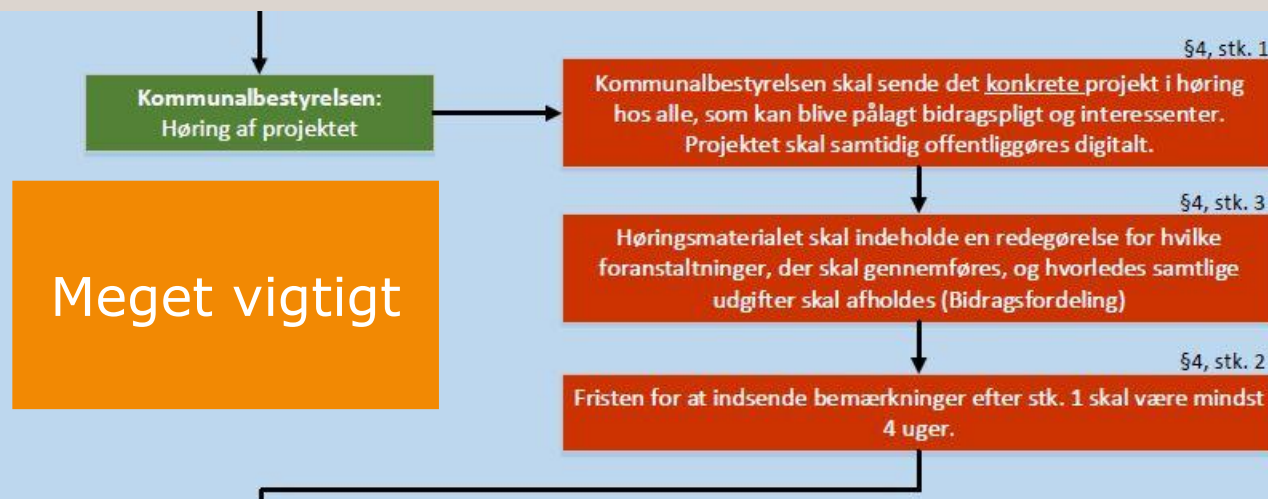 Kommunalbestyrelsen:
Høring af projektet
§4, stk. 1
Kommunalbestyrelsen skal sende det konkrete projekt i høring
hos alle, som kan blive pålagt bidragspligt og interessenter.
Projektet skal samtidig offentliggøres digitalt.
Meget vigtigt
§4, stk. 3
Høringsmaterialet skal indeholde en redegørelse for hvilke
foranstaltninger, der skal gennemføres, og hvorledes samtlige
udgifter skal afholdes (Bidragsfordeling)
§4, stk. 2
Fristen for at indsende bemærkninger efter stk. 1 skal være mindst
4 uger.